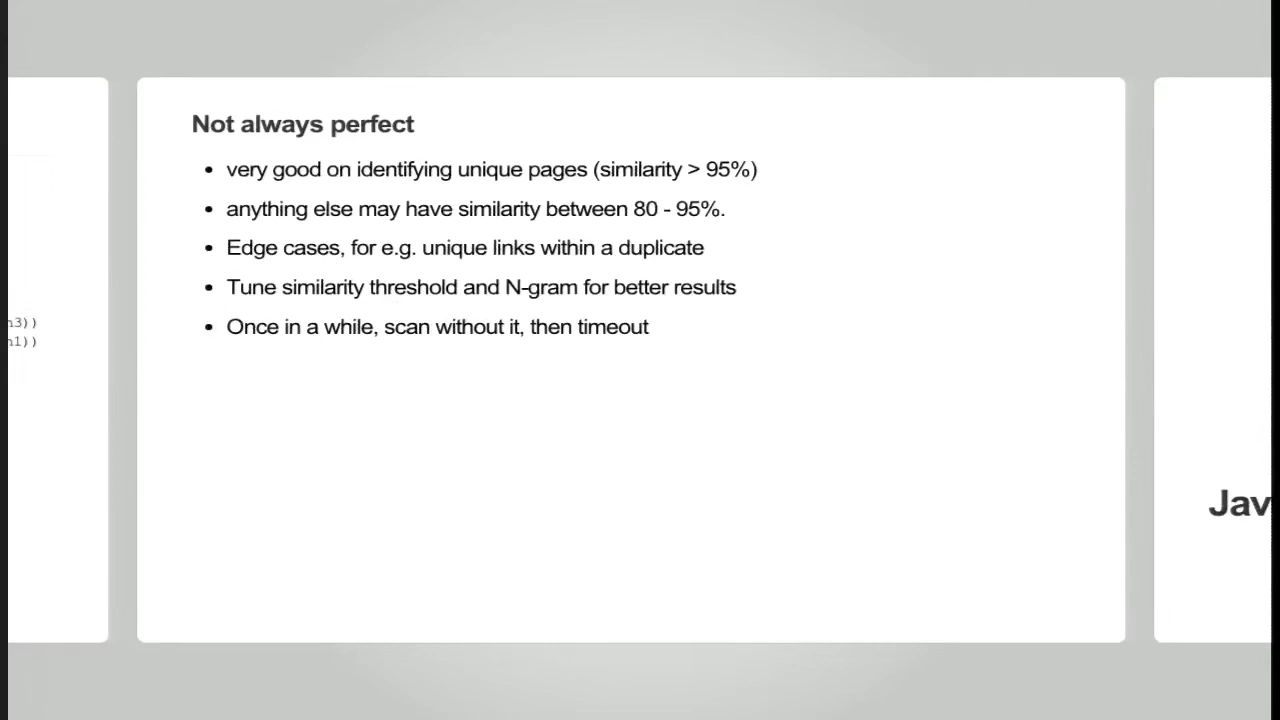 Not always perfect
• very good on identifying unique pages (similarity > 95%)
• anything else may have similarity between 80 - 95%.
• Edge cases, for e.g. unique links within a duplicate
• Tune similarity threshold and N-gram for better results
• Once in a while, scan without it, then timeout
n3))
n1))
Jav